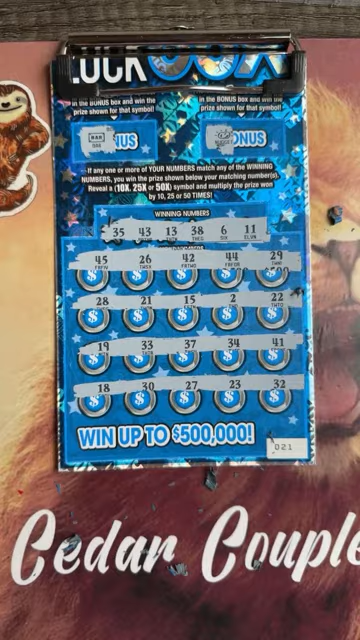 LUCK 50X
in the BONUS box and win the
prize shown for that symbol!
in the BONUS box and win the
prize shown for that symbol!
BONUS
BONUS
If any one or more of YOUR NUMBERS match any of the WINNING
NUMBERS, you win the prize shown below your matching number(s).
Reveal a (10X, 25X or 50X) symbol and multiply the prize won
by 10, 25 or 50 TIMES!
WINNING NUMBERS
35 43 13 38 6 11
45 26 42 44 29
28 21 15 2 22
19 33 37 34 41
18 30 27 23 32
WIN UP TO $500,000!
021
Cedar Couple